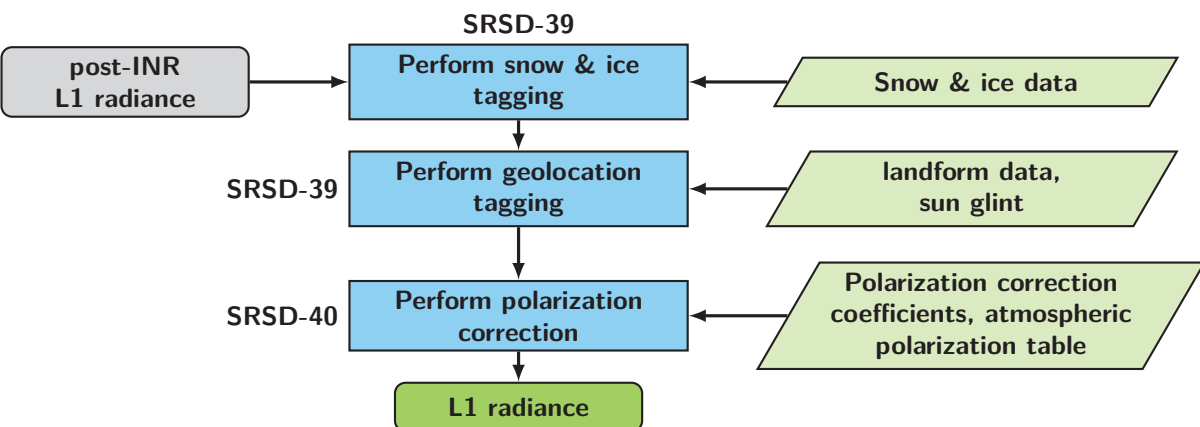 SRSD-39
post-INR
L1 radiance
Perform snow & ice
tagging
Snow & ice data
SRSD-39
Perform geolocation
tagging
landform data,
sun glint
SRSD-40
Perform polarization
correction
Polarization correction
coefficients, atmospheric
polarization table
L1 radiance